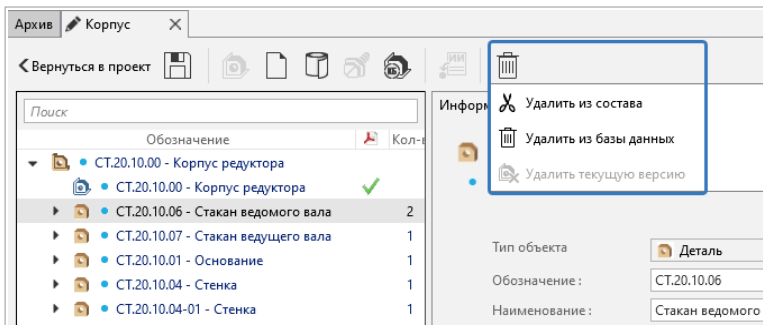 Архив Корпус
Вернуться в проект КБ ИИ
Поиск
Обозначение Кол-в
СТ.20.10.00 - Корпус редуктора
СТ.20.10.00 - Корпус редуктора
СТ.20.10.06 - Стакан ведомого вала 2
СТ.20.10.07 - Стакан ведущего вала 1
СТ.20.10.01 - Основание 1
СТ.20.10.04 - Стенка 1
СТ.20.10.04-01 - Стенка 1
Информ
Удалить из состава
Удалить из базы данных
Удалить текущую версию
Тип объекта Деталь
Обозначение : СТ.20.10.06
Наименование : Стакан ведомого